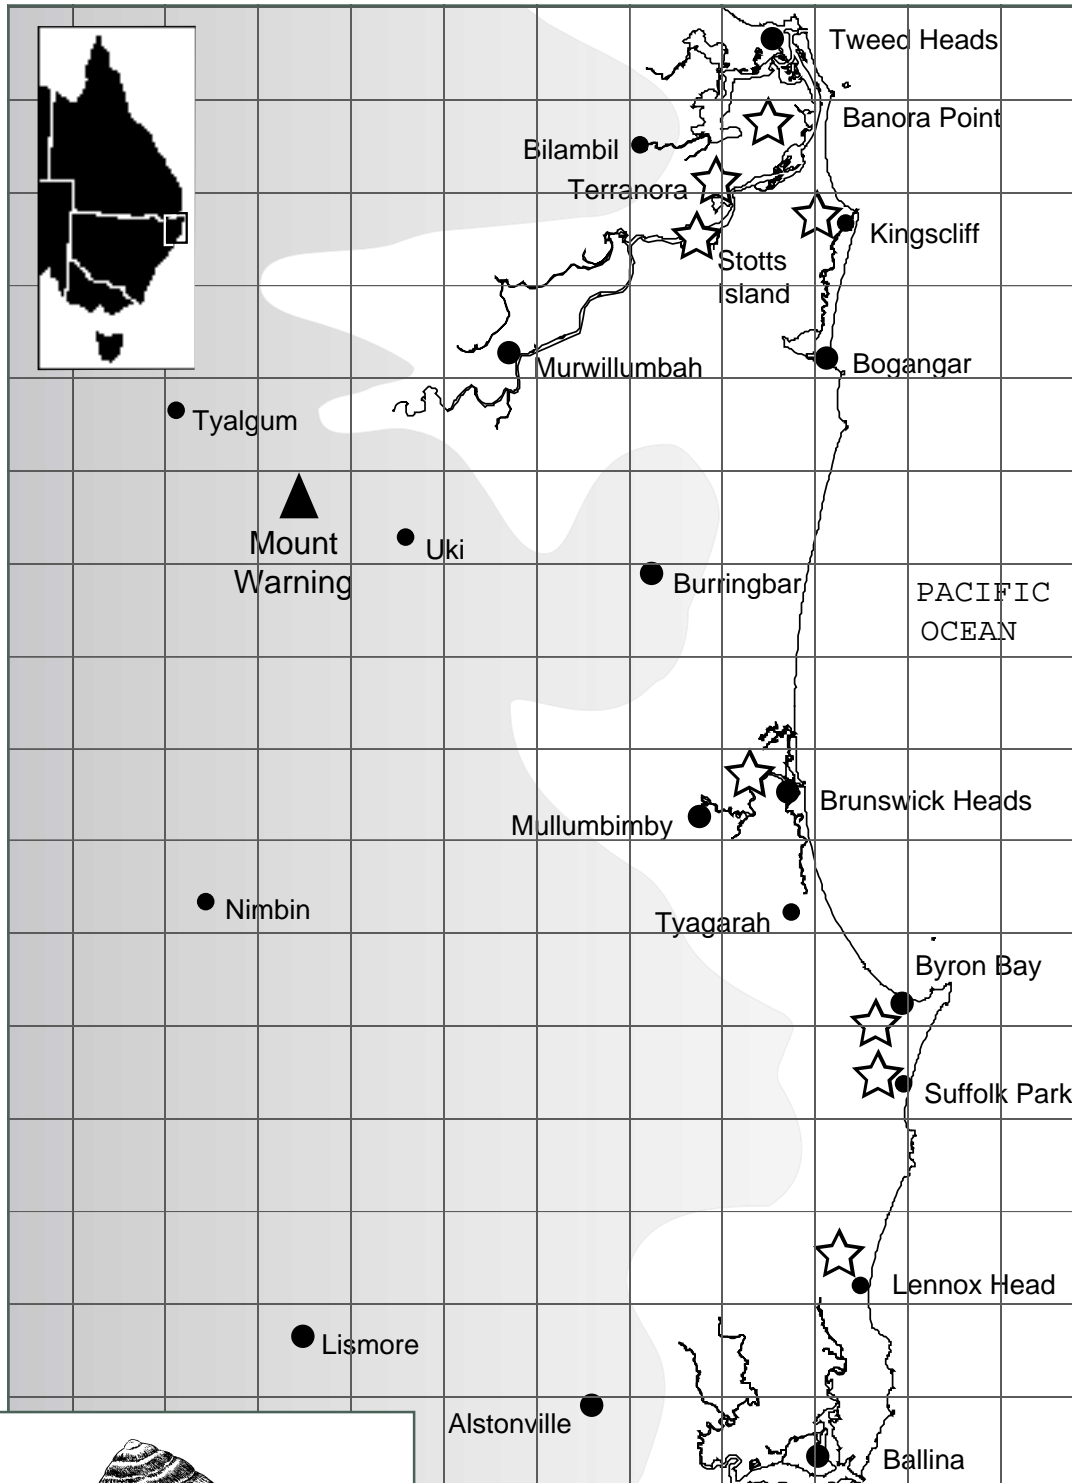 Tweed Heads
Banora Point
Bilambil
Terranora
Kingscliff
Stotts
Island
Murwillumbah
Bogangar
Tyalgum
Mount
Warning
Uki
Burringbar
PACIFIC
OCEAN
Brunswick Heads
Mullumbimby
Nimbin
Tyagarah
Byron Bay
Suffolk Park
Lennox Head
Lismore
Alstonville
Ballina